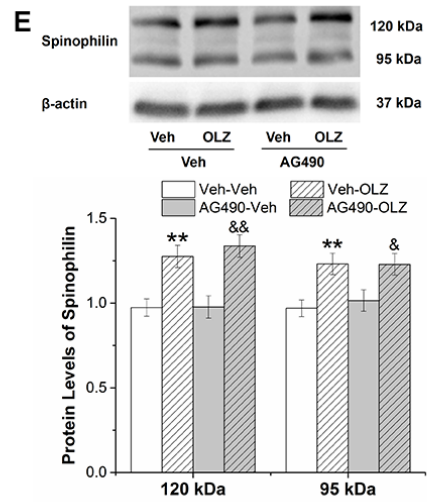 E
Spinophilin
120 kDa
95 kDa
β-actin
37 kDa
Veh OLZ Veh OLZ
Veh AG490
Veh-Veh Veh-OLZ
AG490-Veh AG490-OLZ
Protein Levels of Spinophilin
1.5
1.0
0.5
0.0
** && ** &
120 kDa 95 kDa